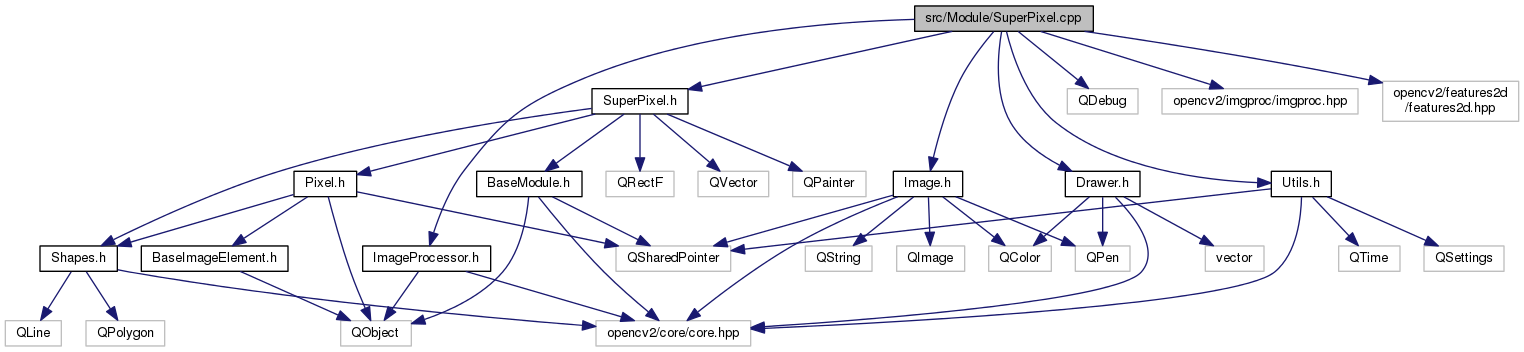 src/Module/SuperPixel.cpp
SuperPixel.h
QDebug
opencv2/imgproc/imgproc.hpp
opencv2/features2d
/features2d.hpp
Pixel.h
BaseModule.h
QRectF
QVector
QPainter
Image.h
Drawer.h
Utils.h
Shapes.h
BaseImageElement.h
ImageProcessor.h
QSharedPointer
QString
QImage
QColor
QPen
vector
QTime
QSettings
QLine
QPolygon
QObject
opencv2/core/core.hpp